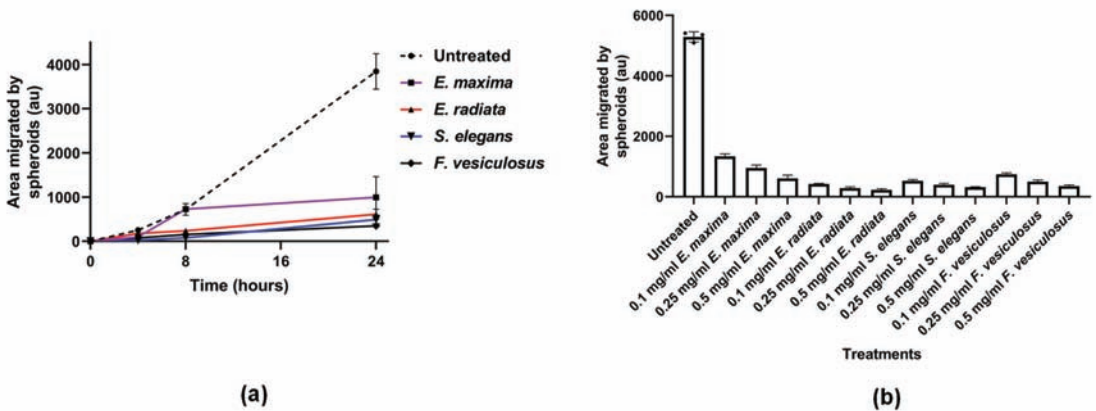 Area migrated by
spheroids (au)
4000
3000
2000
1000
0
0
8
16
24
Time (hours)
Untreated
E. maxima
E. radiata
S. elegans
F. vesiculosus
(a)
Area migrated by
spheroids (au)
6000
4000
2000
0
Untreated
0.1 mg/ml E. maxima
0.25 mg/ml E. maxima
0.5 mg/ml E. maxima
0.1 mg/ml E. radiata
0.25 mg/ml E. radiata
0.5 mg/ml E. radiata
0.1 mg/ml S. elegans
0.25 mg/ml S. elegans
0.5 mg/ml S. elegans
0.1 mg/ml F. vesiculosus
0.25 mg/ml F. vesiculosus
0.5 mg/ml F. vesiculosus
Treatments
(b)